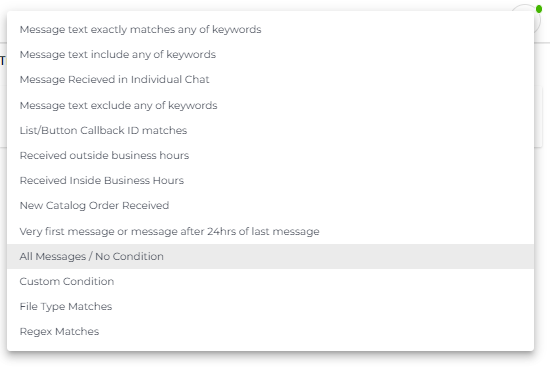 T
Message text exactly matches any of keywords
Message text include any of keywords
Message Recieved in Individual Chat
Message text exclude any of keywords
List/Button Callback ID matches
Received outside business hours
Received Inside Business Hours
New Catalog Order Received
Very first message or message after 24hrs of last message
All Messages / No Condition
Custom Condition
File Type Matches
Regex Matches